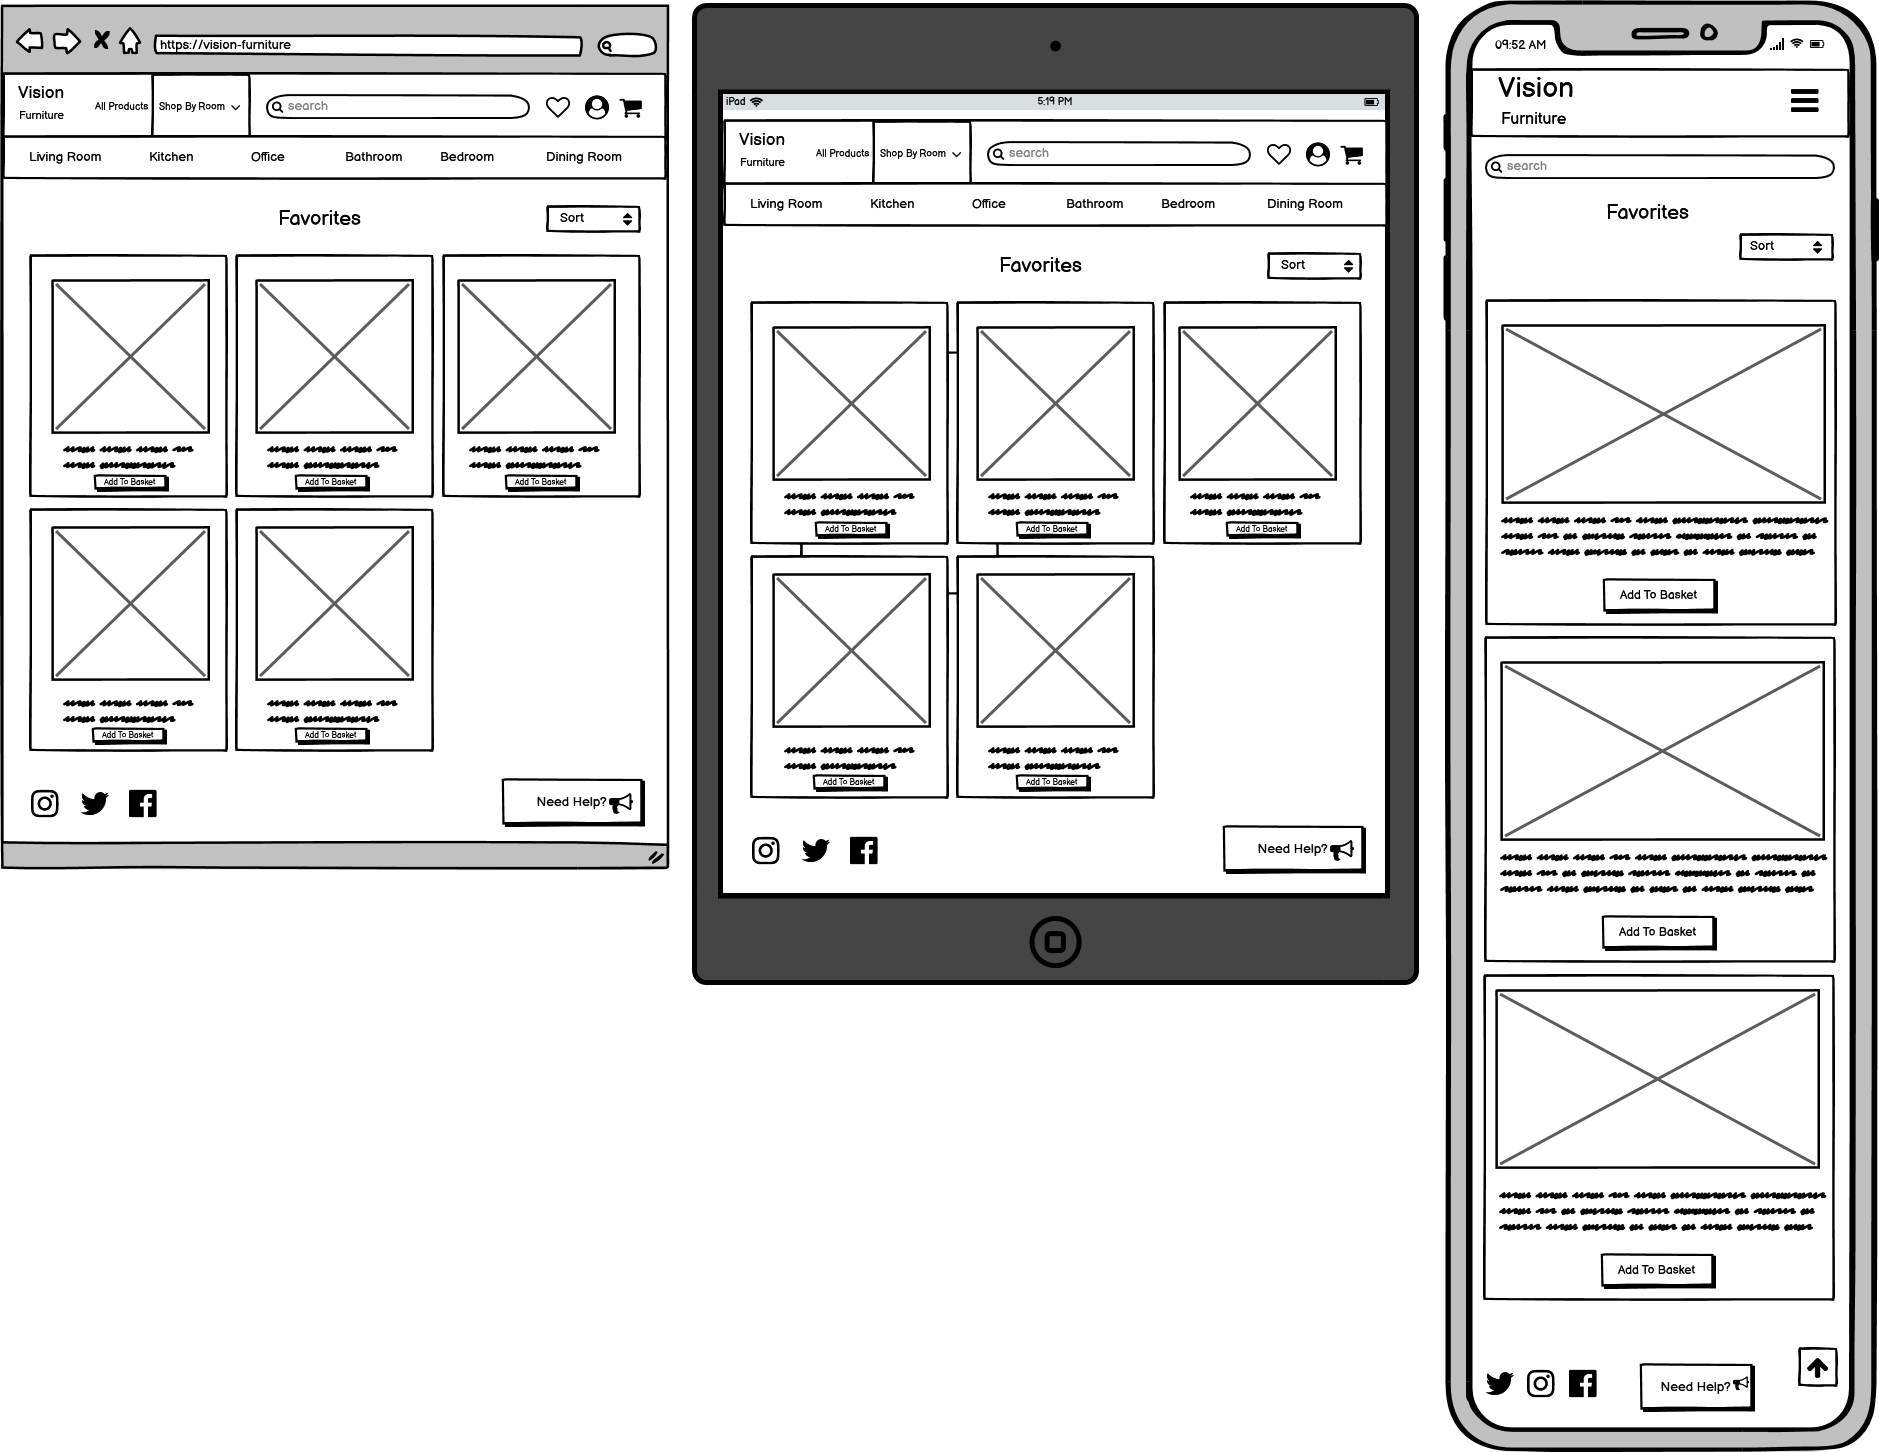 https://vision-furniture
Vision
Furniture
All Products
Shop By Room
search
Living Room
Kitchen
Office
Bathroom
Bedroom
Dining Room
Favorites
Sort
Add To Basket
Add To Basket
Add To Basket
Add To Basket
Add To Basket
Need Help?
iPad
5:19 PM
Vision
Furniture
All Products
Shop By Room
search
Living Room
Kitchen
Office
Bathroom
Bedroom
Dining Room
Favorites
Sort
Add To Basket
Add To Basket
Add To Basket
Add To Basket
Add To Basket
Need Help?
09:52 AM
Vision
Furniture
search
Favorites
Sort
Add To Basket
Add To Basket
Add To Basket
Need Help?